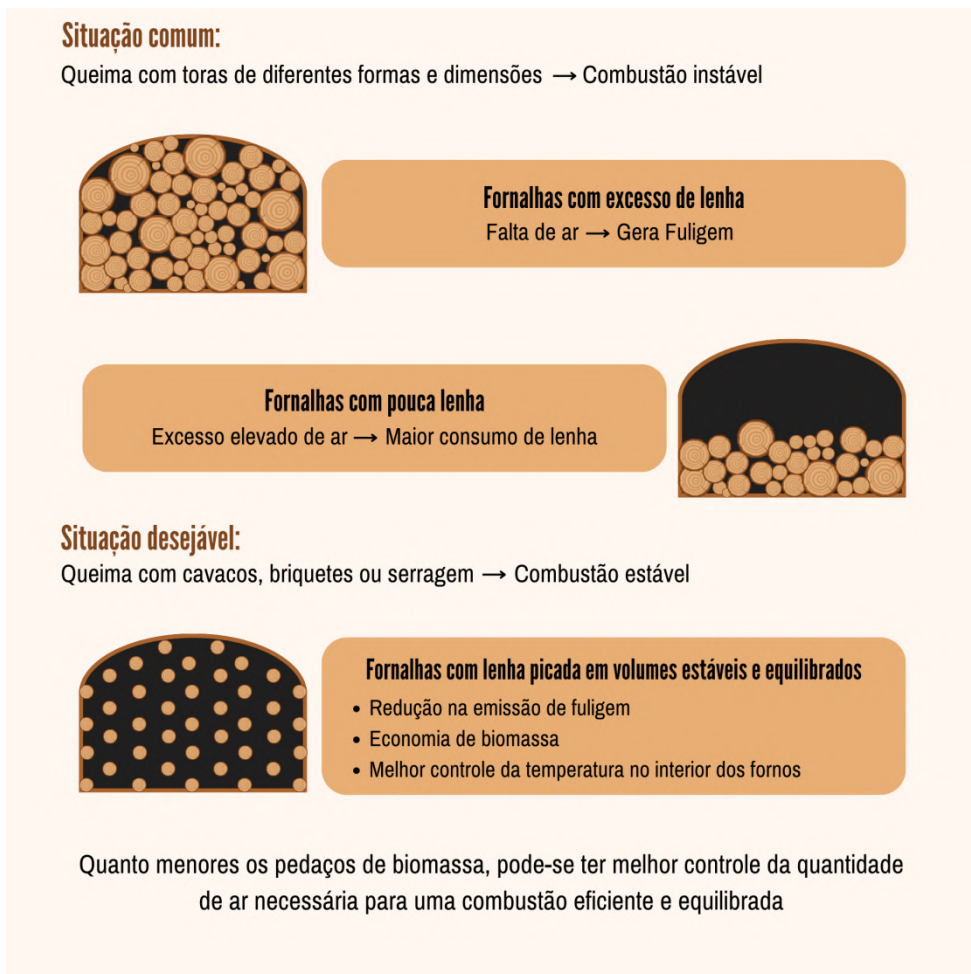 Situação comum:
Queima com toras de diferentes formas e dimensões → Combustão instável
Fornalhas com excesso de lenha
Falta de ar → Gera Fuligem
Fornalhas com pouca lenha
Excesso elevado de ar → Maior consumo de lenha
Situação desejável:
Queima com cavacos, briquetes ou serragem → Combustão estável
Fornalhas com lenha picada em volumes estáveis e equilibrados
• Redução na emissão de fuligem
• Economia de biomassa
• Melhor controle da temperatura no interior dos fornos
Quanto menores os pedaços de biomassa, pode-se ter melhor controle da quantidade
de ar necessária para uma combustão eficiente e equilibrada